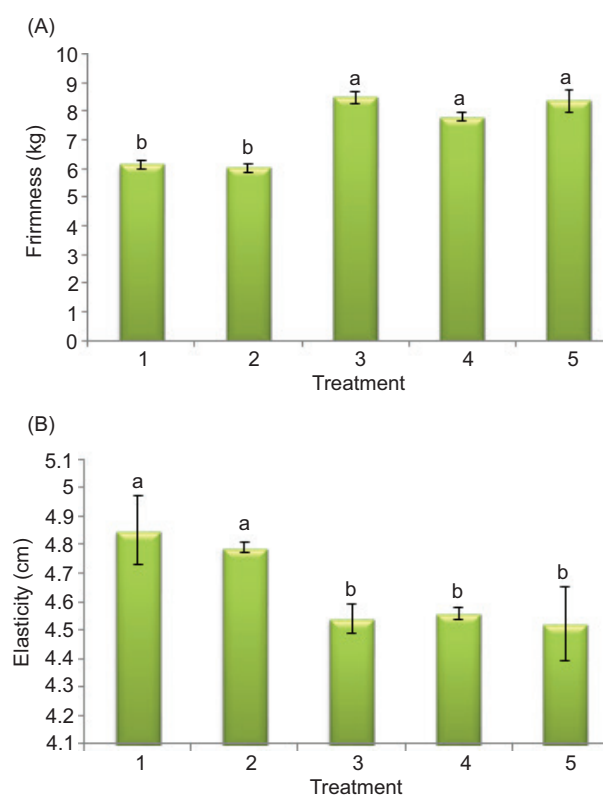 (A)
10
a
a
a
9
8
7
b
b
6
5
4
3
2
1
0
Frirmness (kg)
1 2 3 4 5
Treatment
(B)
5.1
5
a
4.9
a
4.8
4.7
b
b
b
4.6
4.5
4.4
4.3
4.2
4.1
Elasticity (cm)
1 2 3 4 5
Treatment